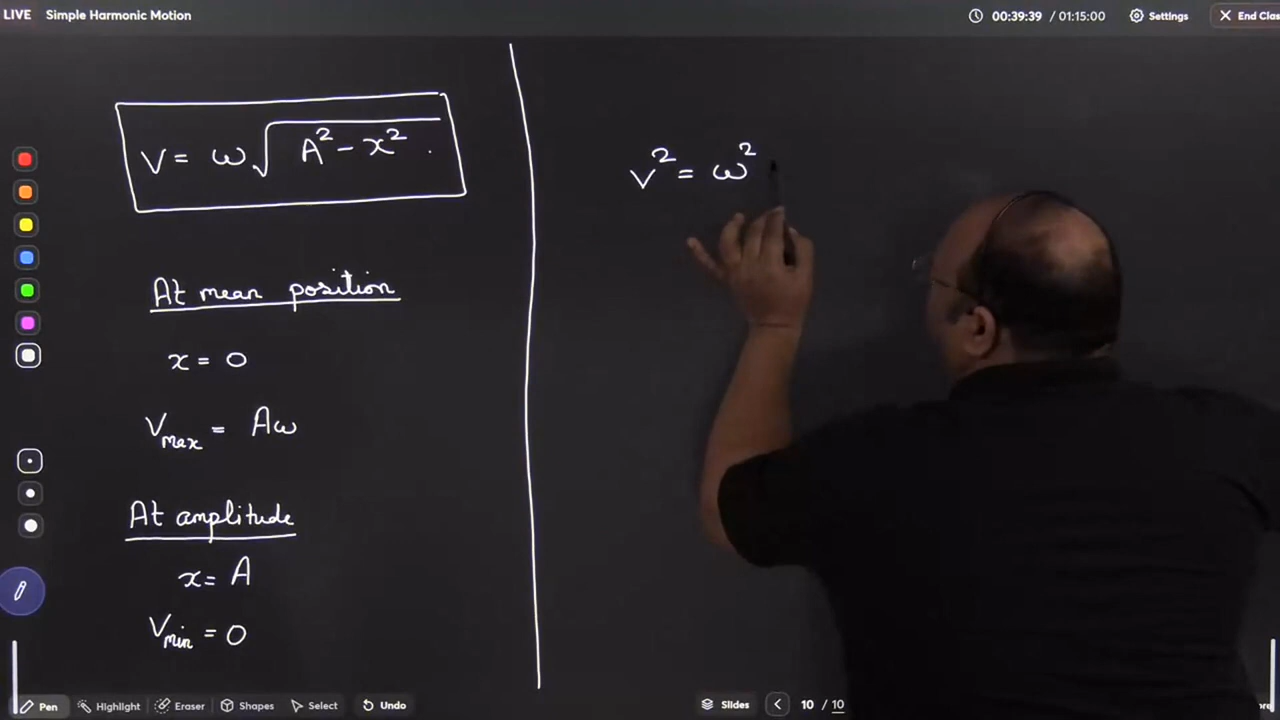 LIVE Simple Harmonic Motion
00:39:39 / 01:15:00 Settings End Clas
V = ω√A² - x² .
At mean position
x = 0
Vmax = Aω
At amplitude
x = A
Vmin = 0
v² = ω²
Pen Highlight Eraser Shapes Select Undo Slides 10 / 10